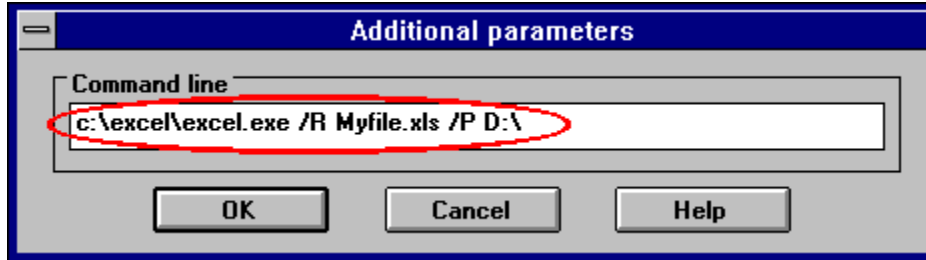 Additional parameters
Command line
c:\excel\excel.exe /R Myfile.xls /P D:\
OK Cancel Help